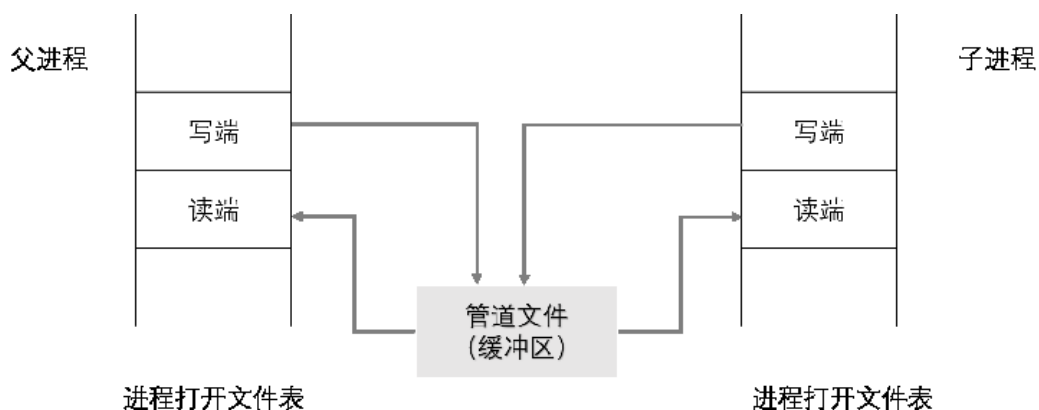 父进程
子进程
写端
写端
读端
读端
管道文件
(缓冲区)
进程打开文件表
进程打开文件表